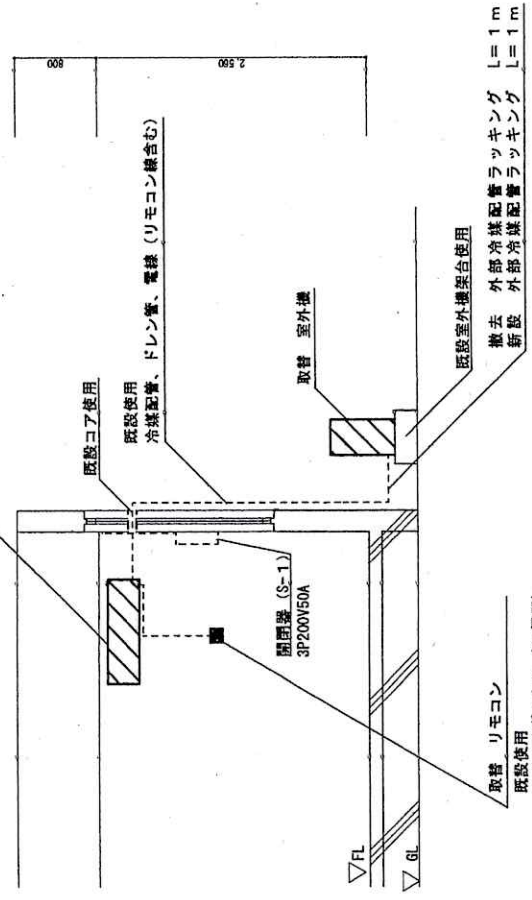 800
2,560
既設コア使用
既設使用
冷媒配管、ドレン管、電線（リモコン線含む）
取替　室外機
既設室外機架台使用
撤去　外部冷媒配管ラッキング　L=1m
新設　外部冷媒配管ラッキング　L=1m
開閉器（S-1）
3P200V50A
取替　リモコン
既設使用
▽FL
▽GL